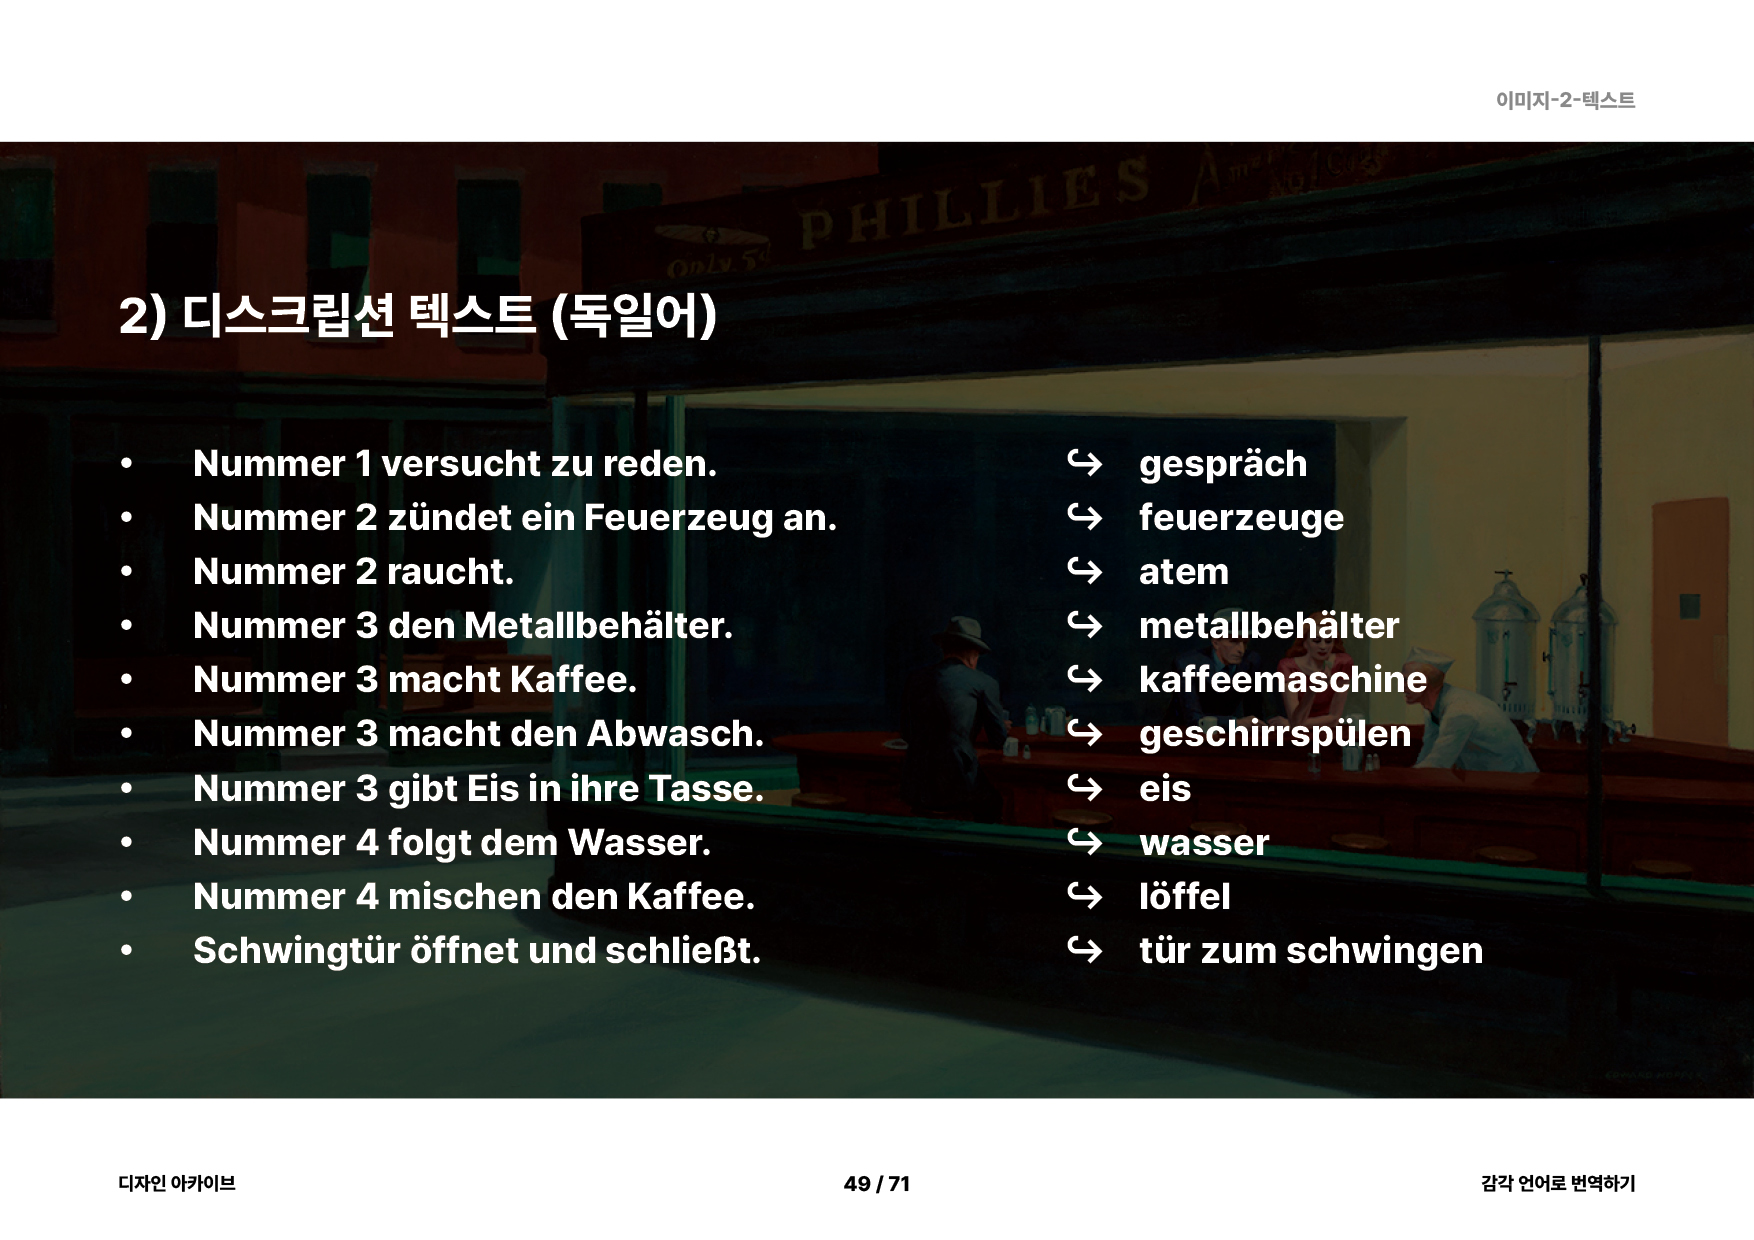 이미지-2-텍스트
PHILLIES
Only 5¢
2) 디스크립션 텍스트 (독일어)
• Nummer 1 versucht zu reden. ↪ gespräch
• Nummer 2 zündet ein Feuerzeug an. ↪ feuerzeuge
• Nummer 2 raucht. ↪ atem
• Nummer 3 den Metallbehälter. ↪ metallbehälter
• Nummer 3 macht Kaffee. ↪ kaffeemaschine
• Nummer 3 macht den Abwasch. ↪ geschirrspülen
• Nummer 3 gibt Eis in ihre Tasse. ↪ eis
• Nummer 4 folgt dem Wasser. ↪ wasser
• Nummer 4 mischen den Kaffee. ↪ löffel
• Schwingtür öffnet und schließt. ↪ tür zum schwingen
디자인 아카이브
49 / 71
감각 언어로 번역하기